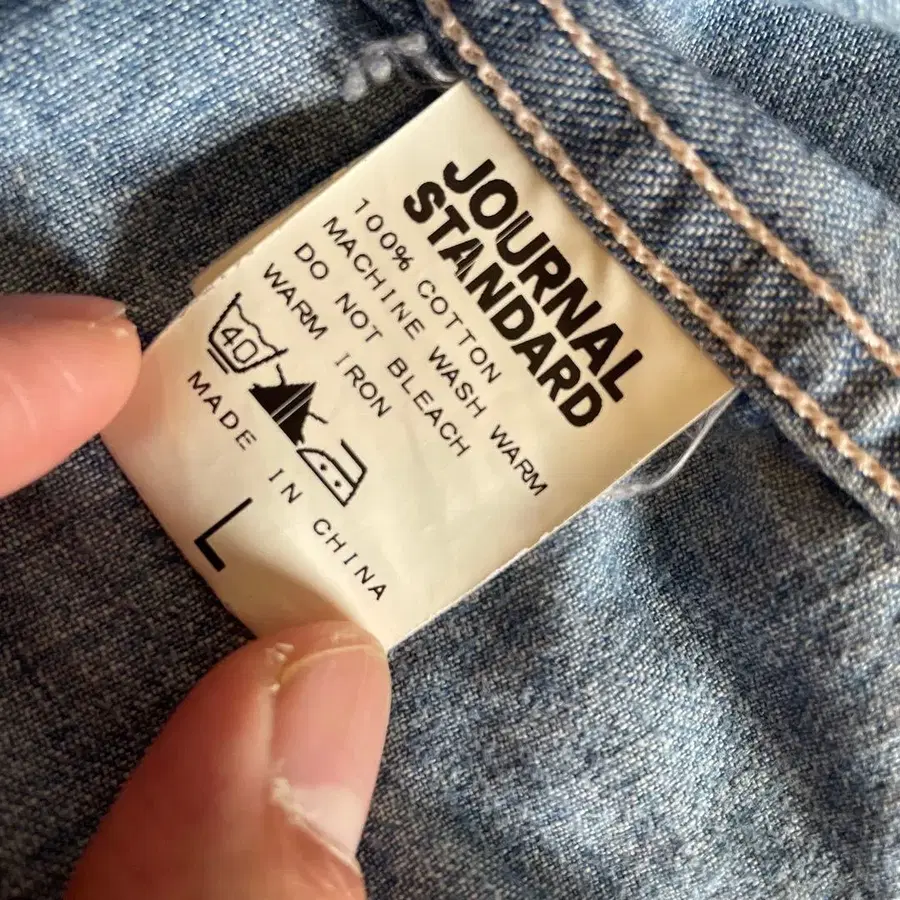 JOURNAL
STANDARD
100% COTTON
MACHINE WASH WARM
DO NOT BLEACH
WARM IRON
40
MADE IN CHINA
L